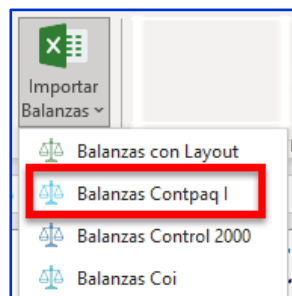 Importar
Balanzas
Balanzas con Layout
Balanzas Contpaq I
Balanzas Control 2000
Balanzas Coi